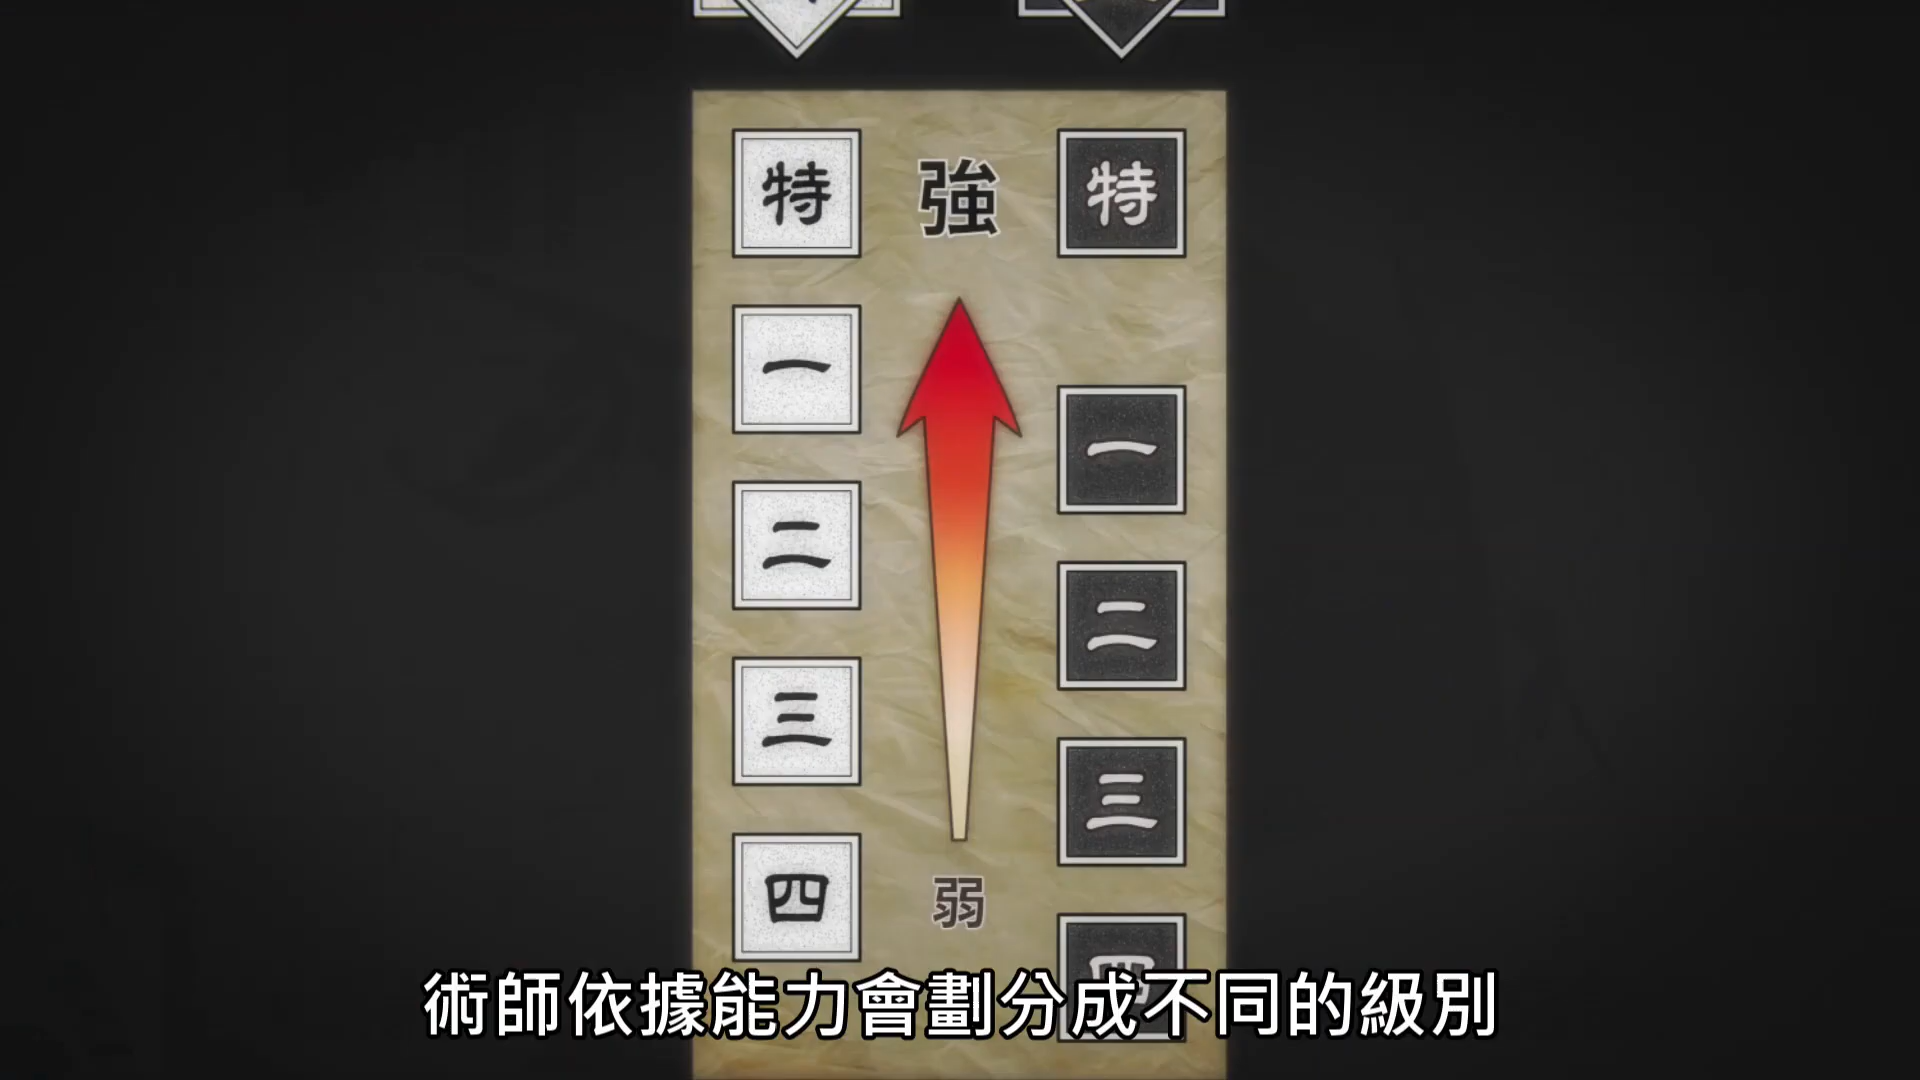 特 強 特
一
一
二
二
三
三
四 弱
四
術師依據能力會劃分成不同的級別